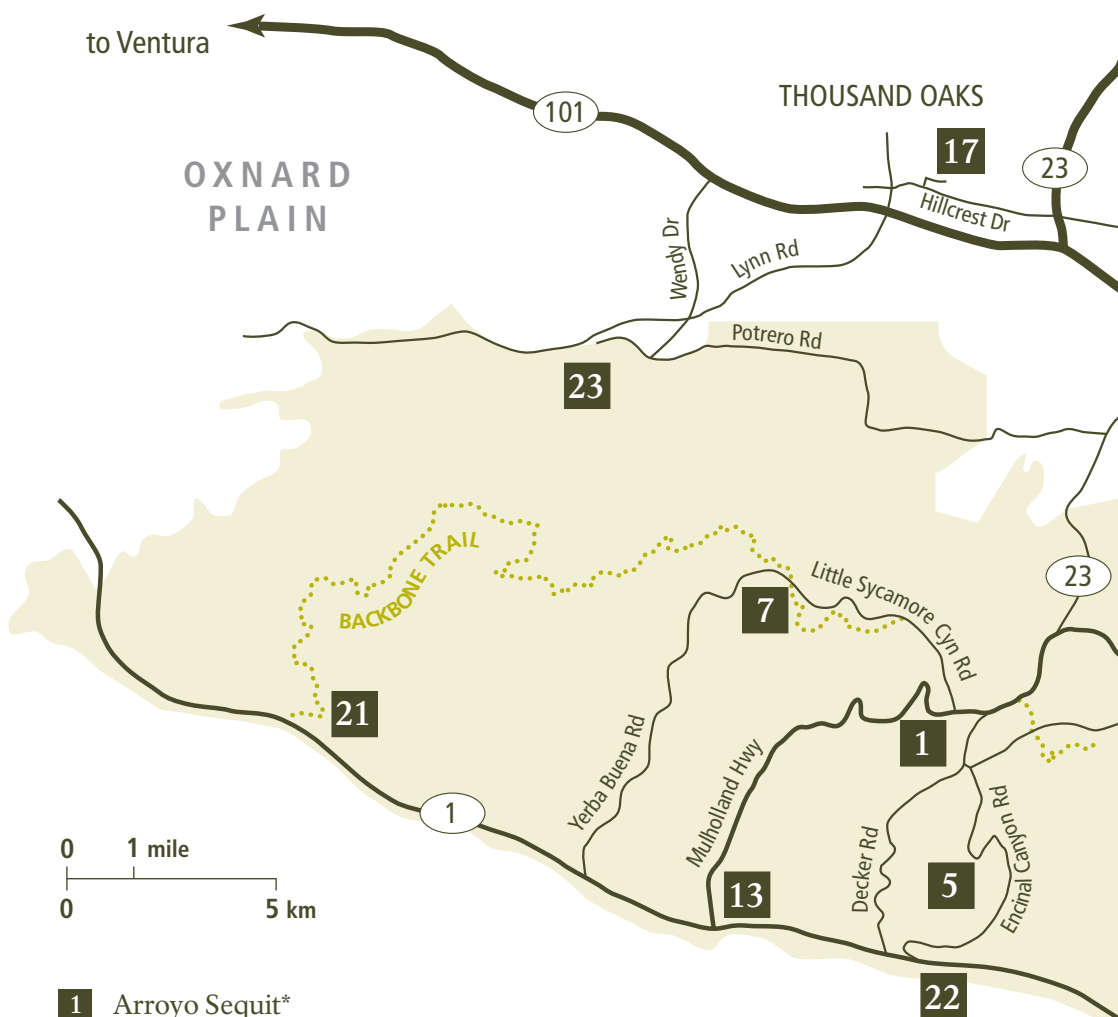 to Ventura
101
THOUSAND OAKS
17
23
OXNARD
PLAIN
Hillcrest Dr
Wendy Dr
Lynn Rd
Potrero Rd
23
BACKBONE TRAIL
Little Sycamore Cyn Rd
23
7
21
1
Yerba Buena Rd
Mulholland Hwy
1
Decker Rd
Encinal Canyon Rd
5
13
22
0 1 mile
0 5 km
1 Arroyo Sequit*